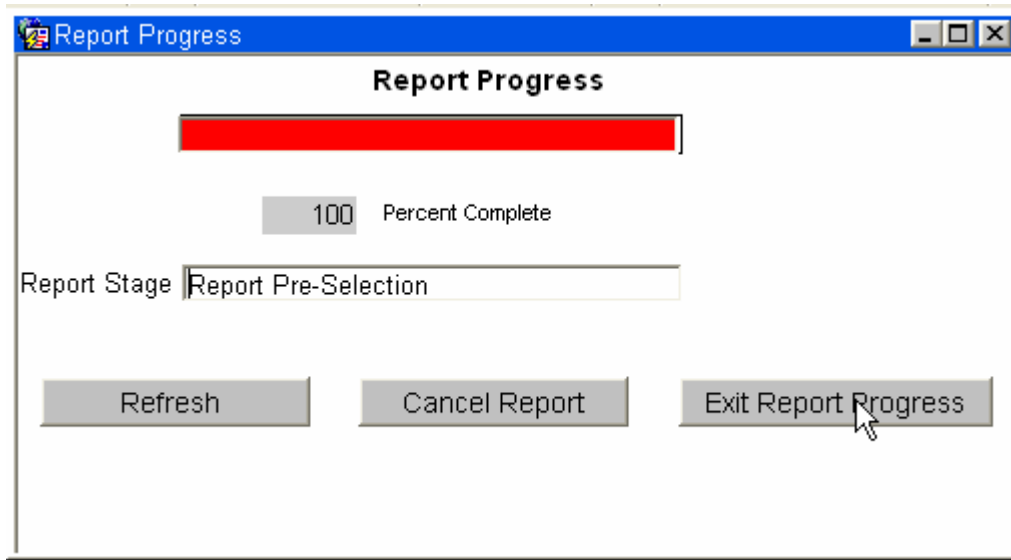 Report Progress
Report Progress
100 Percent Complete
Report Stage Report Pre-Selection
Refresh Cancel Report Exit Report Progress